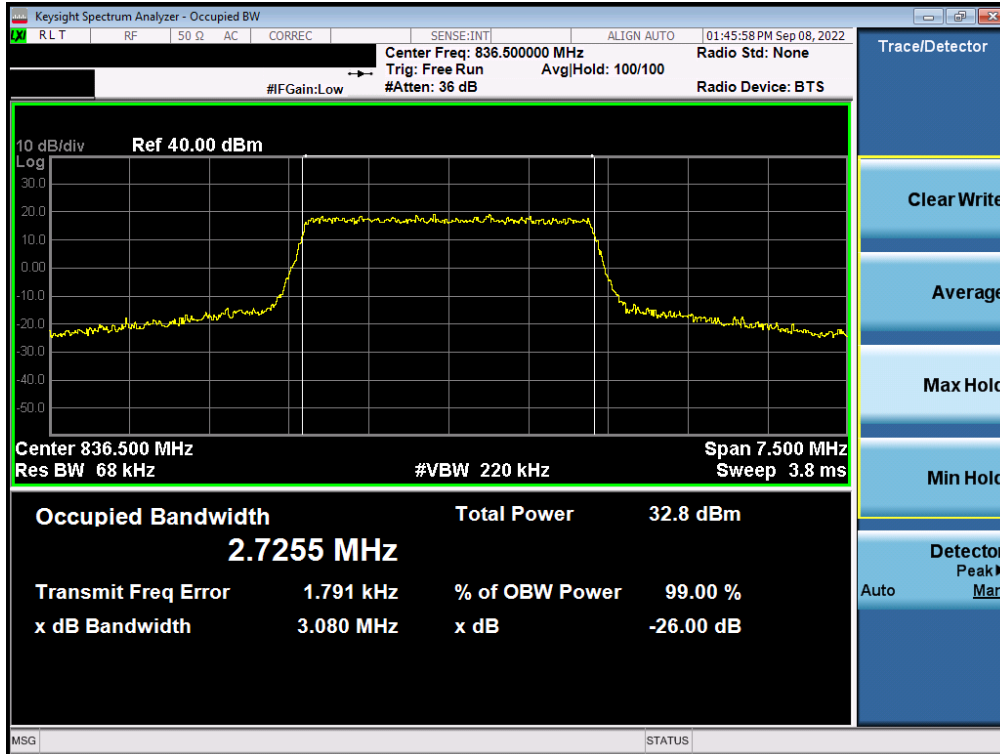 Keysight Spectrum Analyzer - Occupied BW
LXI RLT RF 50 Ω AC CORREC SENSE:INT ALIGN AUTO 01:45:58 PM Sep 08, 2022
Center Freq: 836.500000 MHz Radio Std: None
Trig: Free Run Avg|Hold: 100/100
#IFGain:Low #Atten: 36 dB Radio Device: BTS
10 dB/div Ref 40.00 dBm
Log
30.0
20.0
10.0
0.00
-10.0
-20.0
-30.0
-40.0
-50.0
Center 836.500 MHz Span 7.500 MHz
Res BW 68 kHz #VBW 220 kHz Sweep 3.8 ms
Occupied Bandwidth Total Power 32.8 dBm
2.7255 MHz
Transmit Freq Error 1.791 kHz % of OBW Power 99.00 %
x dB Bandwidth 3.080 MHz x dB -26.00 dB
MSG STATUS
Trace/Detector
Clear Write
Average
Max Hold
Min Hold
Detector
Peak
Auto Man